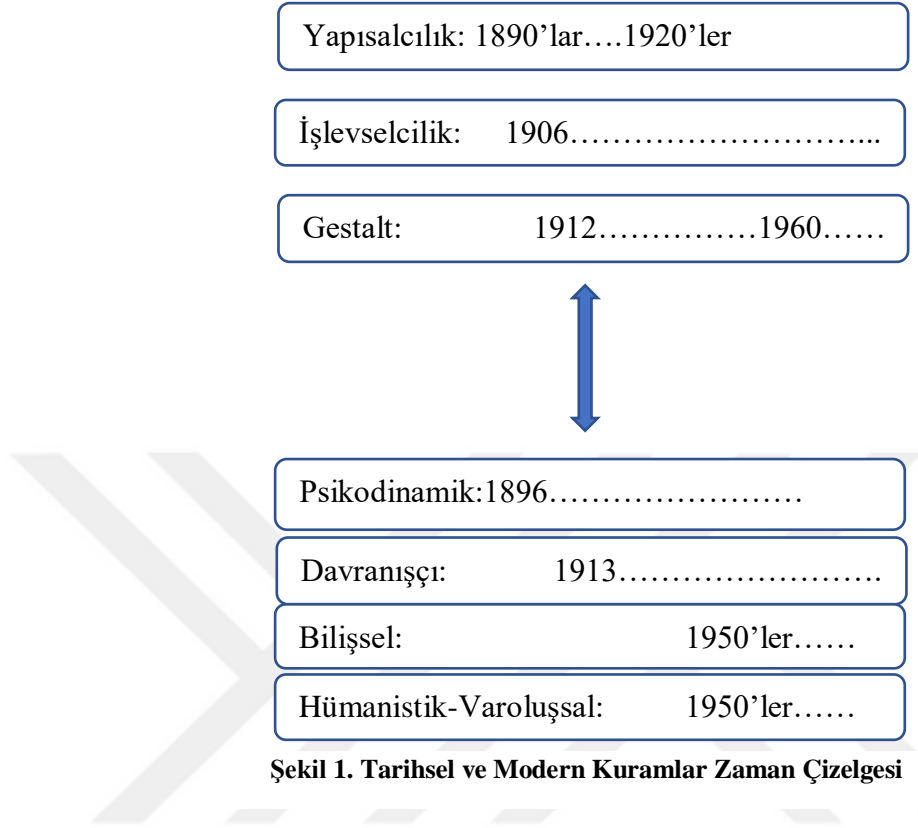 Yapısalcılık: 1890’lar….1920’ler
İşlevselcilik: 1906………………………...
Gestalt: 1912……………1960……
Psikodinamik:1896……………………
Davranışçı: 1913…………………….
Bilişsel: 1950’ler……
Hümanistik-Varoluşsal: 1950’ler……
Şekil 1. Tarihsel ve Modern Kuramlar Zaman Çizelgesi